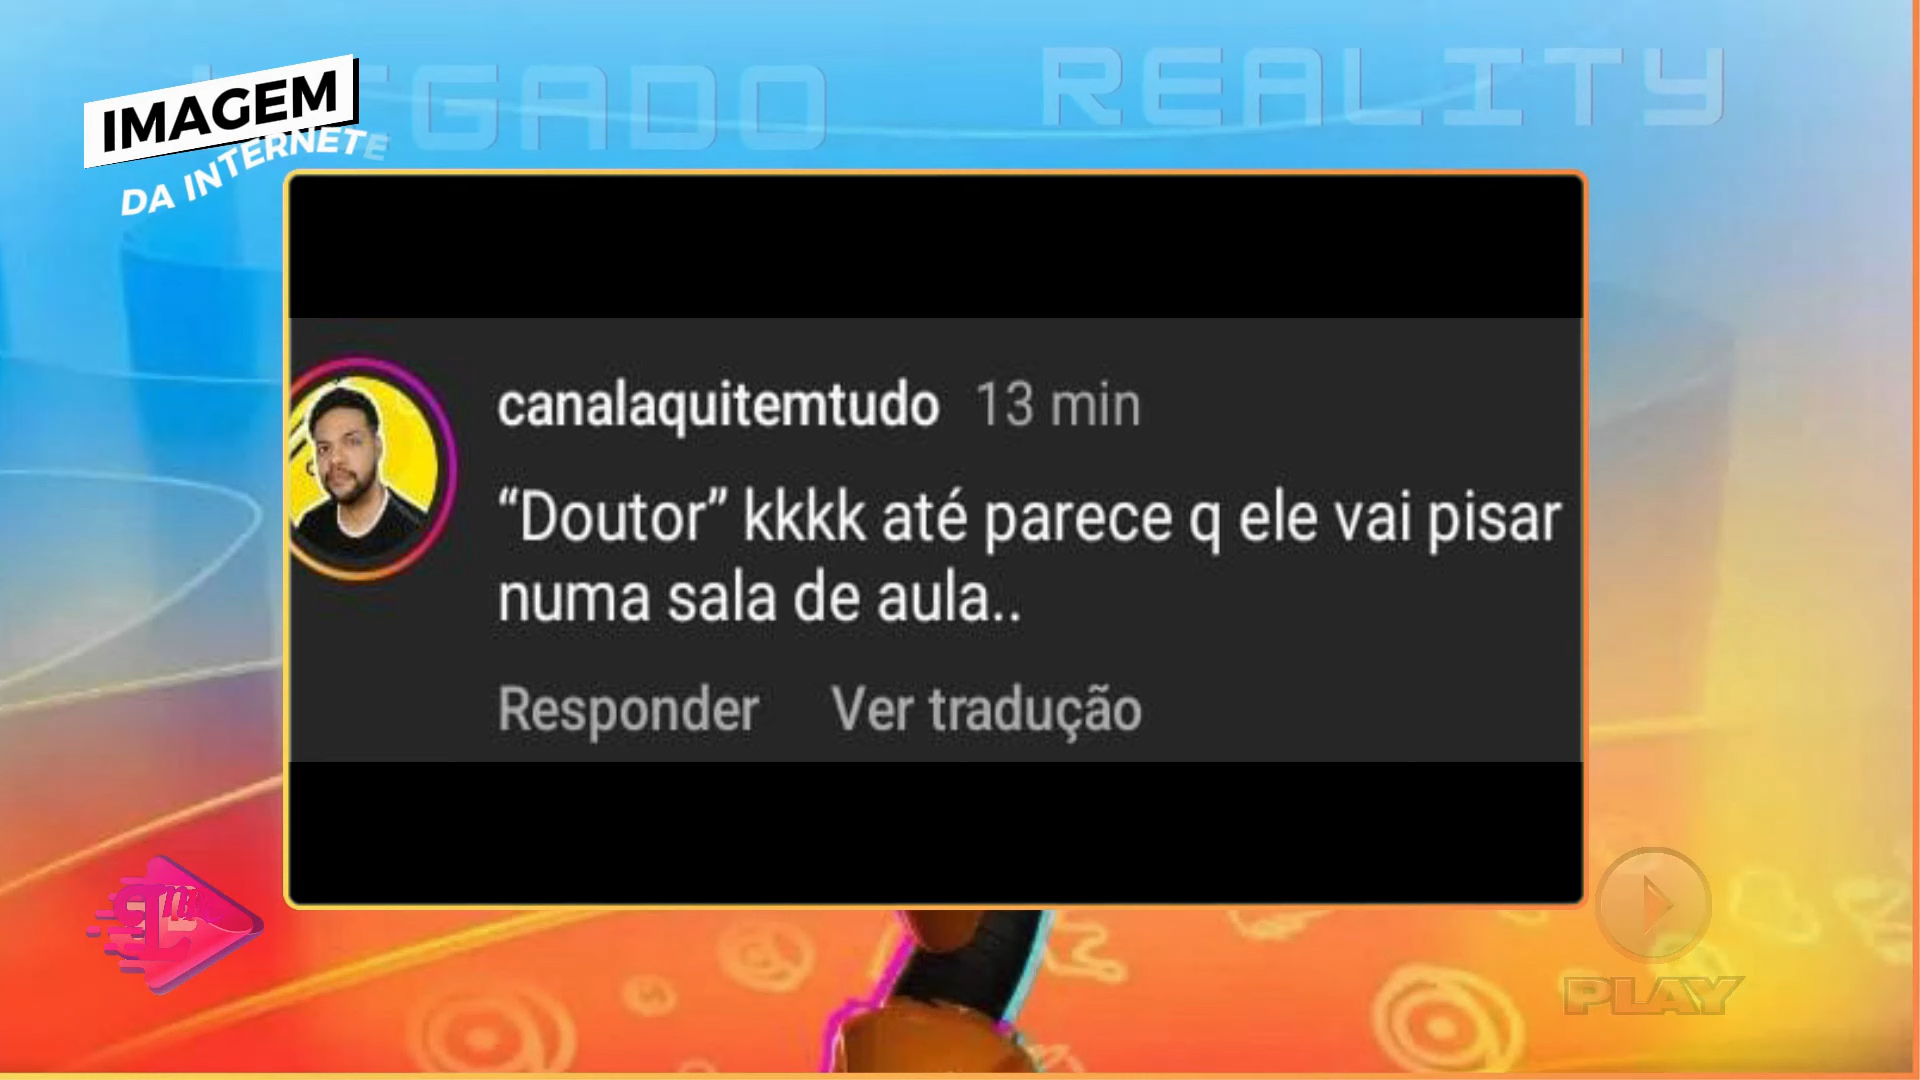 REALITY
IMAGEM
DA INTERNETE
canalaquitemtudo 13 min
“Doutor” kkkk até parece q ele vai pisar
numa sala de aula..
Responder Ver tradução
PLAY